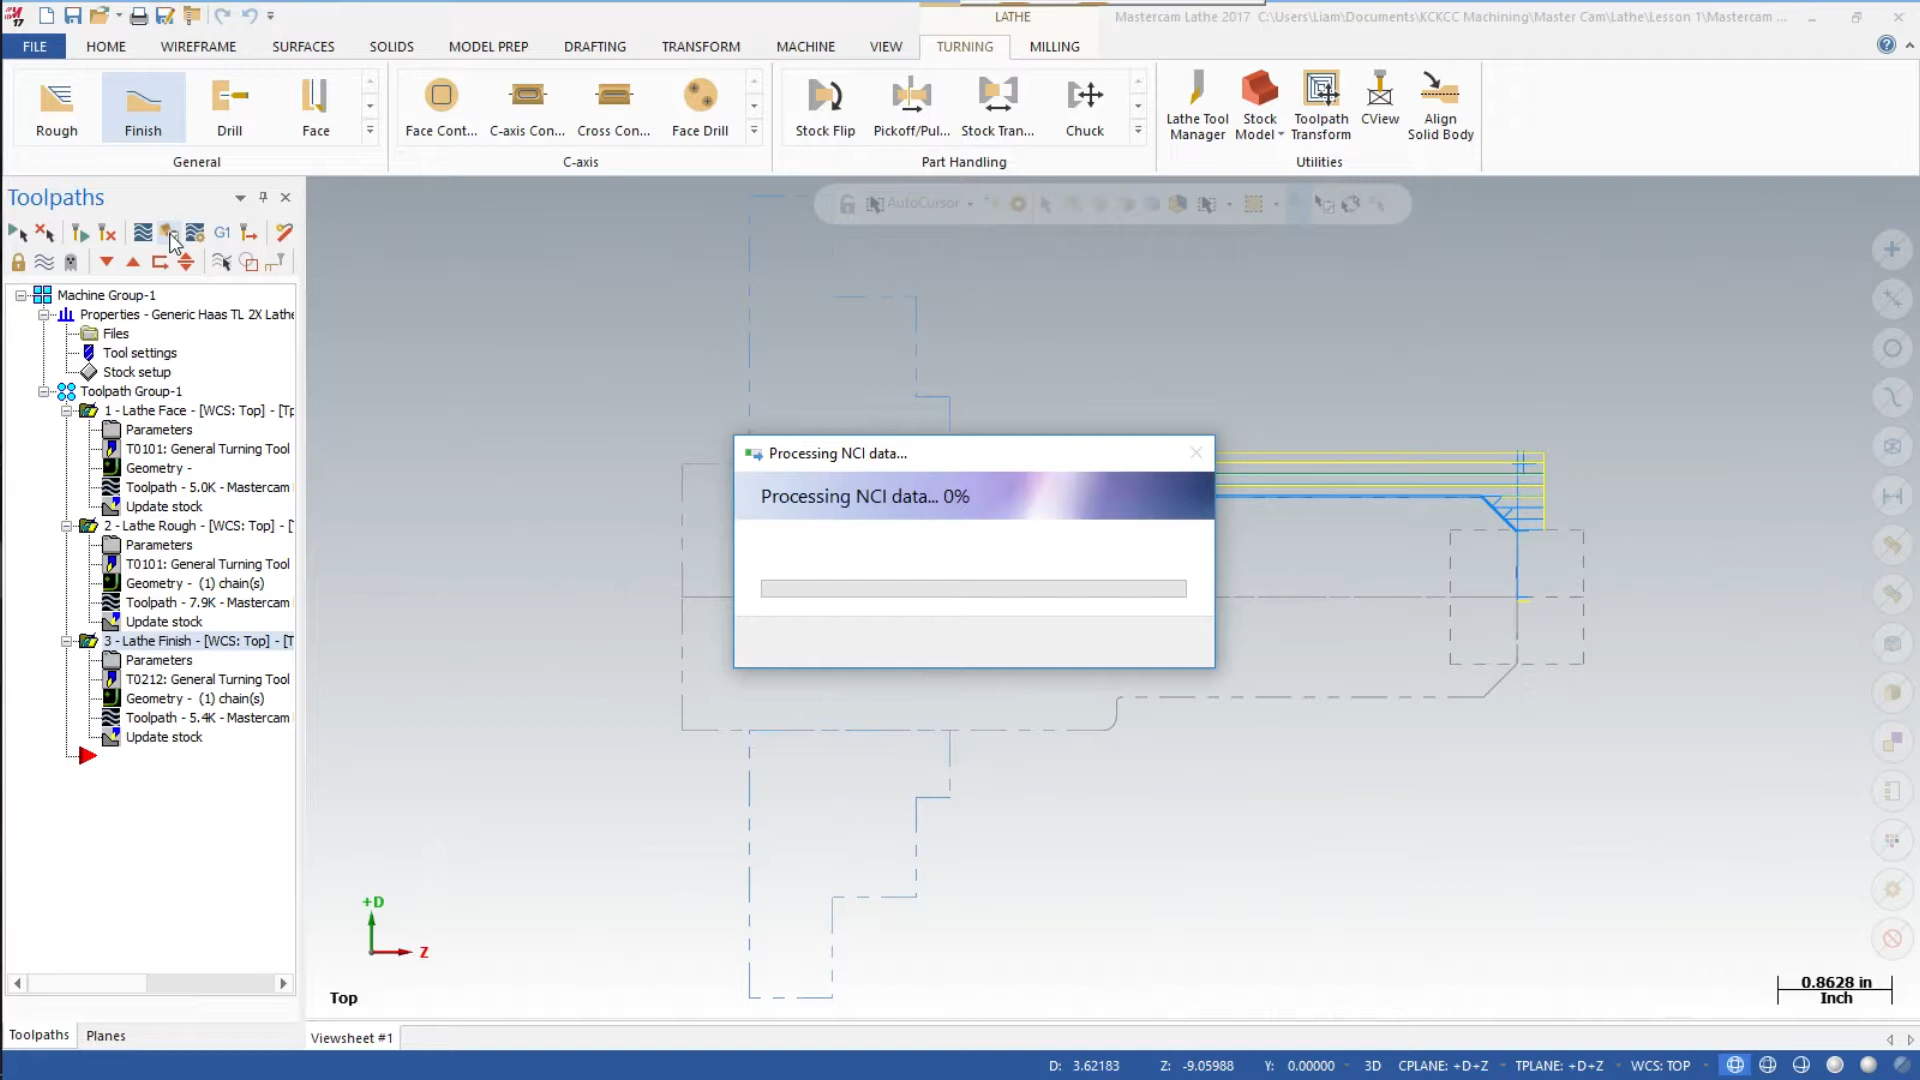 17
LATHE
Mastercam Lathe 2017 C:\Users\Liam\Documents\KCKCC Machining\Master Cam\Lathe\Lesson 1\Mastercam ...
FILE HOME WIREFRAME SURFACES SOLIDS MODEL PREP DRAFTING TRANSFORM MACHINE VIEW TURNING MILLING
Rough Finish Drill Face
Face Cont... C-axis Con... Cross Con... Face Drill
Stock Flip Pickoff/Pul... Stock Tran... Chuck
Lathe Tool Manager Stock Model Toolpath Transform CView Align Solid Body
General C-axis Part Handling Utilities
Toolpaths
AutoCursor
G1
Machine Group-1
Properties - Generic Haas TL 2X Lathe
Files
Tool settings
Stock setup
Toolpath Group-1
1 - Lathe Face - [WCS: Top] - [Tp
Parameters
T0101: General Turning Tool
Geometry -
Toolpath - 5.0K - Mastercam
Update stock
2 - Lathe Rough - [WCS: Top] - [T
Parameters
T0101: General Turning Tool
Geometry - (1) chain(s)
Toolpath - 7.9K - Mastercam
Update stock
3 - Lathe Finish - [WCS: Top] - [T
Parameters
T0212: General Turning Tool
Geometry - (1) chain(s)
Toolpath - 5.4K - Mastercam
Update stock
Processing NCI data...
Processing NCI data... 0%
+D
Z
Top
0.8628 in
Inch
Toolpaths Planes
Viewsheet #1
D: 3.62183 Z: -9.05988 Y: 0.00000 3D CPLANE: +D+Z TPLANE: +D+Z WCS: TOP